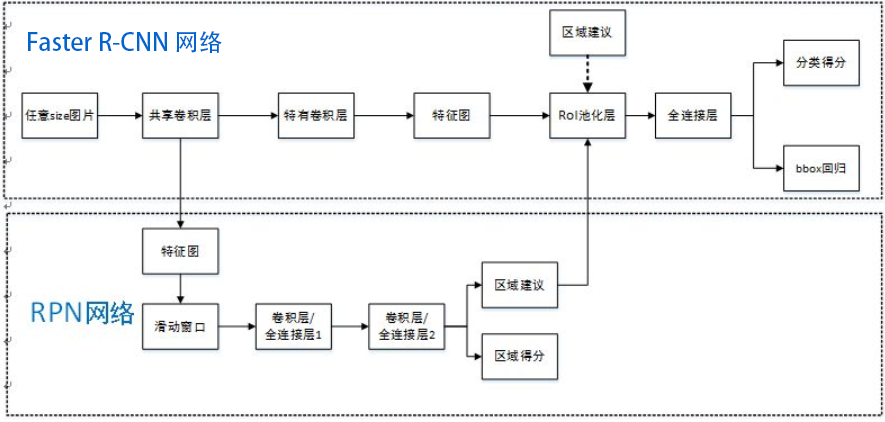 Faster R-CNN 网络
区域建议
分类得分
任意size图片
共享卷积层
特有卷积层
特征图
RoI池化层
全连接层
bbox回归
特征图
RPN网络
区域建议
滑动窗口
卷积层/
全连接层1
卷积层/
全连接层2
区域得分